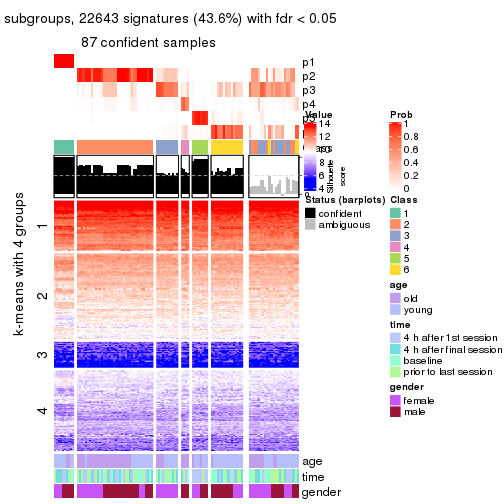 subgroups, 22643 signatures (43.6%) with fdr < 0.05
87 confident samples
p1
p2
p3
p4
Value
14
12
10
8
6
4
Silhouette
score
Prob
1
0.8
0.6
0.4
0.2
0
Status (barplots)
confident
ambiguous
Class
1
2
3
4
5
6
k-means with 4 groups
1
2
3
4
age
old
young
time
4 h after 1st session
4 h after final session
baseline
prior to last session
gender
female
male
age
time
gender